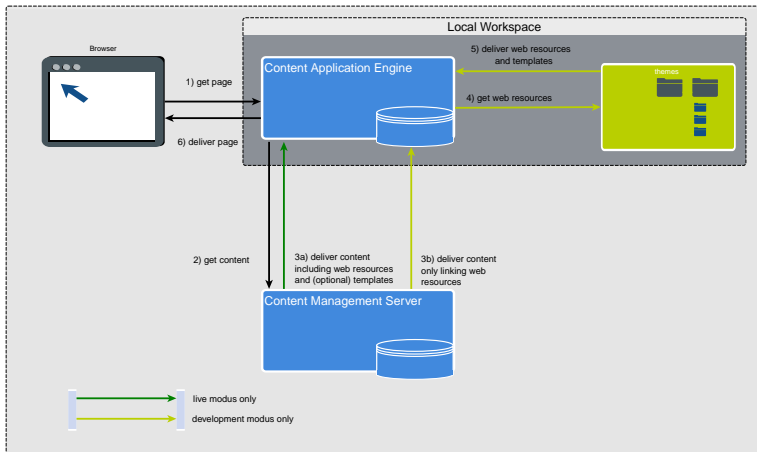 Local Workspace
Browser
Content Application Engine
5) deliver web resources
and templates
themes
1) get page
4) get web resources
6) deliver page
2) get content
3a) deliver content
including web resources
and (optional) templates
3b) deliver content
only linking web
resources
Content Management Server
live modus only
development modus only